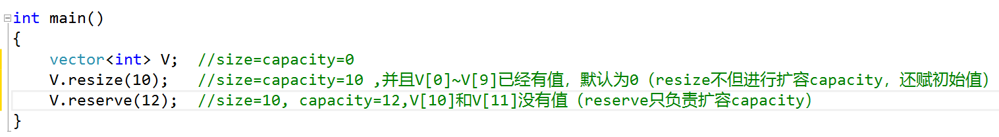 int main()
{
vector<int> V;  //size=capacity=0
V.resize(10);   //size=capacity=10 ,并且V[0]~V[9]已经有值，默认为0（resize不但进行扩容capacity，还赋初始值）
V.reserve(12);  //size=10, capacity=12,V[10]和V[11]没有值（reserve只负责扩容capacity）
}